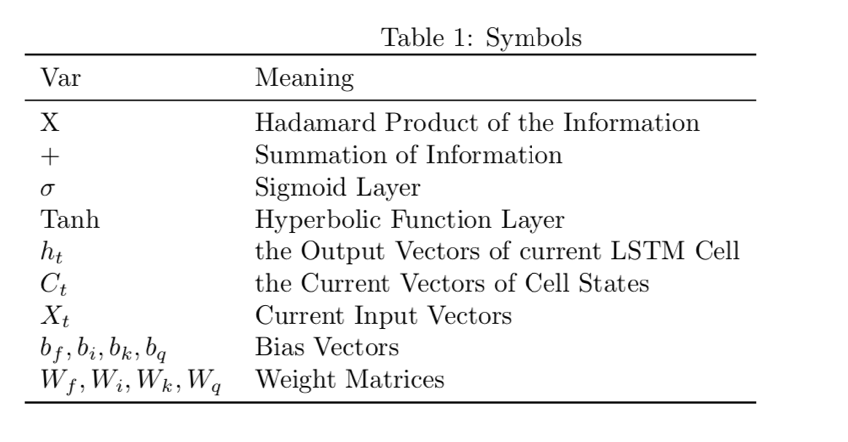 Table 1: Symbols
Var Meaning
X Hadamard Product of the Information
+ Summation of Information
σ Sigmoid Layer
Tanh Hyperbolic Function Layer
h_t the Output Vectors of current LSTM Cell
C_t the Current Vectors of Cell States
X_t Current Input Vectors
b_f, b_i, b_k, b_q Bias Vectors
W_f, W_i, W_k, W_q Weight Matrices